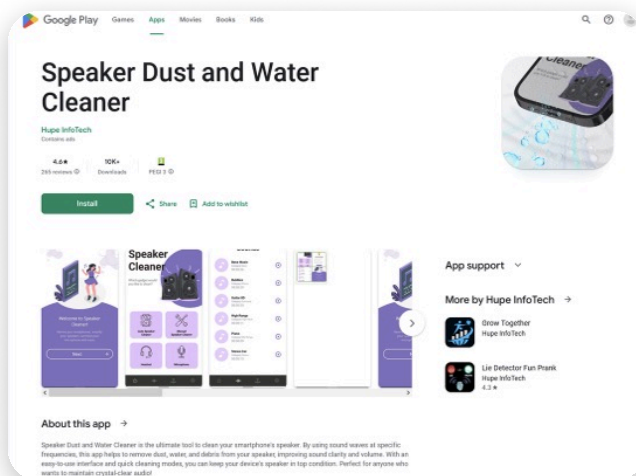 Google Play Games Apps Movies Books Kids
Speaker Dust and Water
Cleaner
Hupe InfoTech
Contains ads
4.6★ 10K+
265 reviews Downloads PEGI 3
Install Share Add to wishlist
Speaker
Cleaner
Welcome to Speaker
Cleaner!
Next
App support
More by Hupe InfoTech →
Grow Together
Hupe InfoTech
Lie Detector Fun Prank
Hupe InfoTech
4.3★
About this app →
Speaker Dust and Water Cleaner is the ultimate tool to clean your smartphone's speaker. By using sound waves at specific
frequencies, this app helps to remove dust, water, and debris from your speaker, improving sound clarity and volume. With an
easy-to-use interface and quick cleaning modes, you can keep your device's speaker in top condition. Perfect for anyone who
wants to maintain crystal-clear audio!